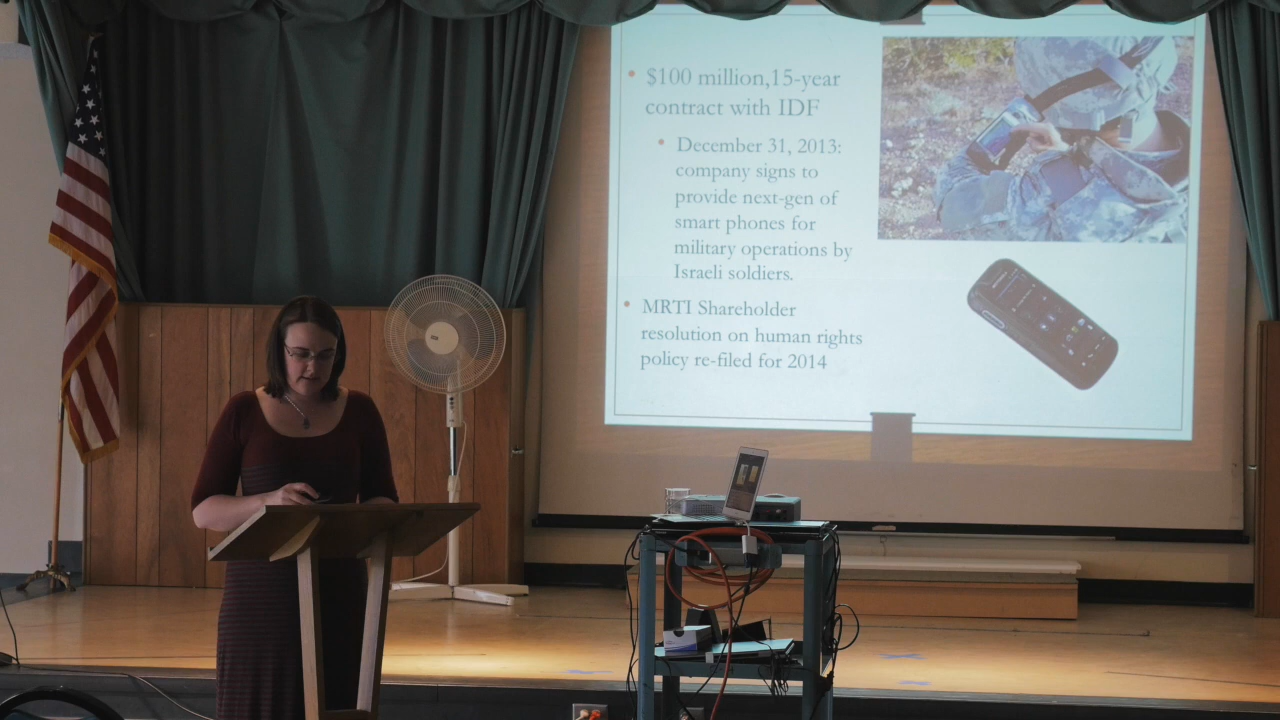 $100 million,15-year
contract with IDF
December 31, 2013:
company signs to
provide next-gen of
smart phones for
military operations by
Israeli soldiers.
MRTI Shareholder
resolution on human rights
policy re-filed for 2014